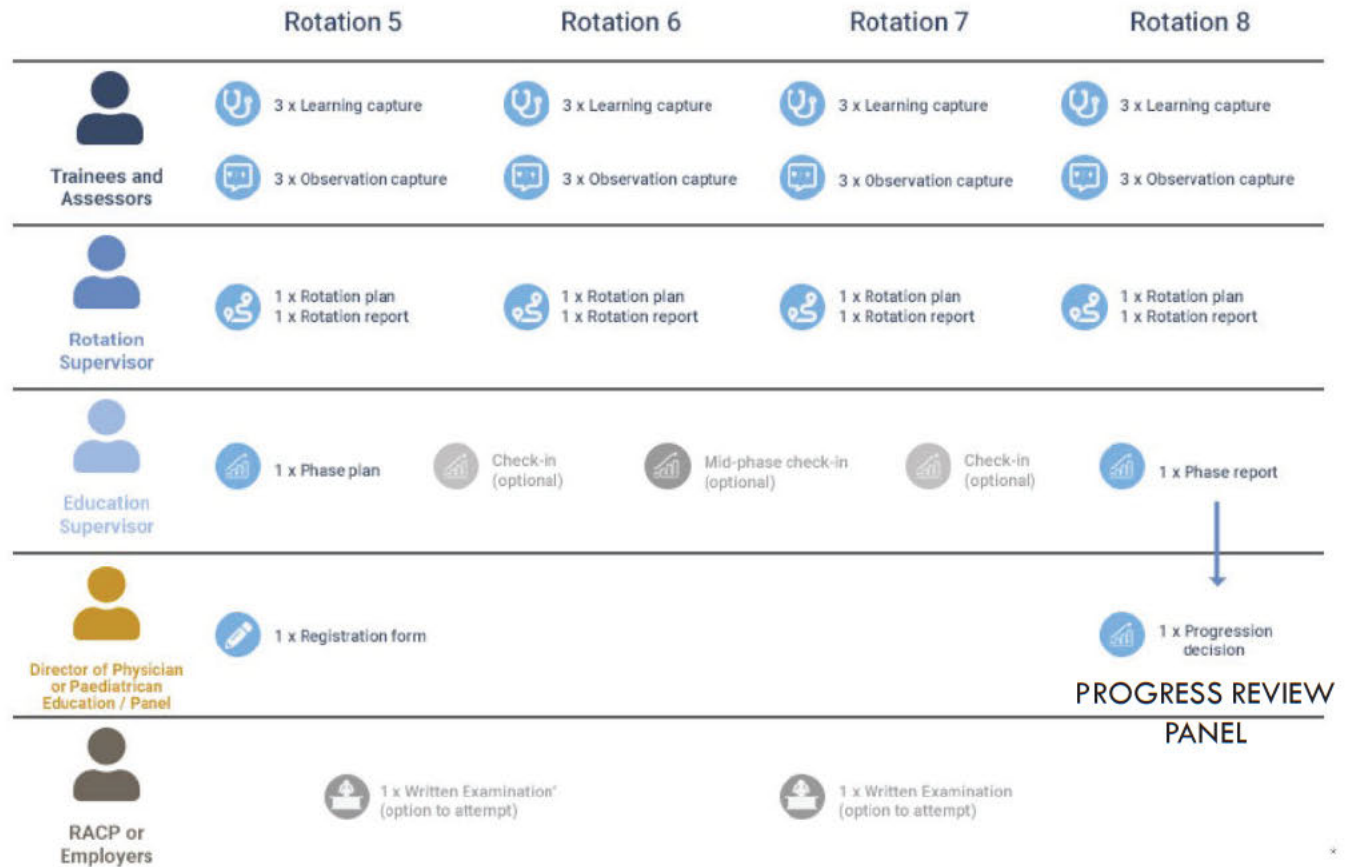 Rotation 5 Rotation 6 Rotation 7 Rotation 8
3 x Learning capture 3 x Learning capture 3 x Learning capture 3 x Learning capture
Trainees and
Assessors
3 x Observation capture 3 x Observation capture 3 x Observation capture 3 x Observation capture
Rotation
Supervisor
1 x Rotation plan
1 x Rotation report
1 x Rotation plan
1 x Rotation report
1 x Rotation plan
1 x Rotation report
1 x Rotation plan
1 x Rotation report
Education
Supervisor
1 x Phase plan
Check-in
(optional)
Mid-phase check-in
(optional)
Check-in
(optional)
1 x Phase report
Director of Physician
or Paediatrican
Education / Panel
1 x Registration form
1 x Progression
decision
PROGRESS REVIEW
PANEL
RACP or
Employers
1 x Written Examination*
(option to attempt)
1 x Written Examination
(option to attempt)
*